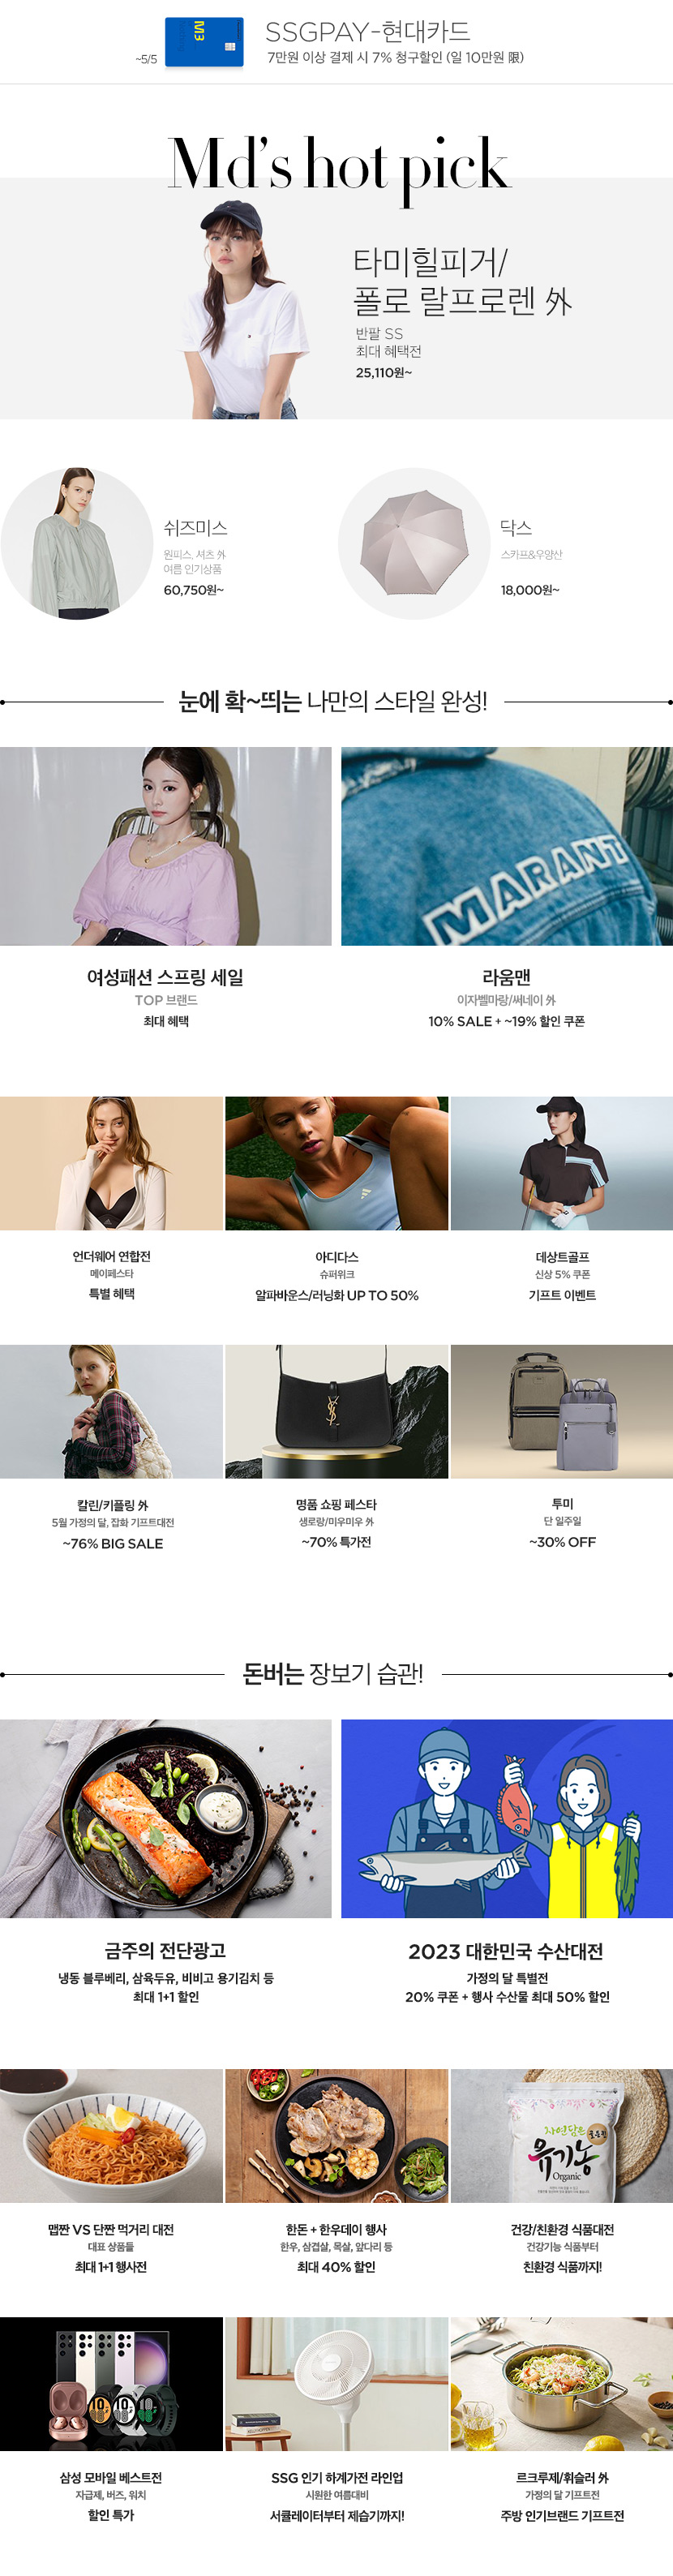 ~5/5
M3
SSGPAY-현대카드
7만원 이상 결제 시 7% 청구할인 (일 10만원 限)
Md's hot pick
타미힐피거/
폴로 랄프로렌 外
반팔 SS
최대 혜택전
25,110원~
쉬즈미스
원피스, 셔츠 外
여름 인기상품
60,750원~
닥스
스카프&우양산
18,000원~
눈에 확~띄는 나만의 스타일 완성!
MARANT
여성패션 스프링 세일
TOP 브랜드
최대 혜택
라움맨
이자벨마랑/써네이 外
10% SALE + ~19% 할인 쿠폰
언더웨어 연합전
메이페스타
특별 혜택
아디다스
슈퍼위크
알파바운스/러닝화 UP TO 50%
데상트골프
신상 5% 쿠폰
기프트 이벤트
칼린/키플링 外
5월 가정의 달, 잡화 기프트대전
~76% BIG SALE
명품 쇼핑 페스타
생로랑/미우미우 外
~70% 특가전
투미
단 일주일
~30% OFF
돈버는 장보기 습관!
금주의 전단광고
냉동 블루베리, 삼육두유, 비비고 용기김치 등
최대 1+1 할인
2023 대한민국 수산대전
가정의 달 특별전
20% 쿠폰 + 행사 수산물 최대 50% 할인
자연담은
유기농
Organic
맵짠 VS 단짠 먹거리 대전
대표 상품들
최대 1+1 행사전
한돈 + 한우데이 행사
한우, 삼겹살, 목살, 앞다리 등
최대 40% 할인
건강/친환경 식품대전
건강기능 식품부터
친환경 식품까지!
삼성 모바일 베스트전
자급제, 버즈, 워치
할인 특가
SSG 인기 하계가전 라인업
시원한 여름대비
서큘레이터부터 제습기까지!
르크루제/휘슬러 外
가정의 달 기프트전
주방 인기브랜드 기프트전